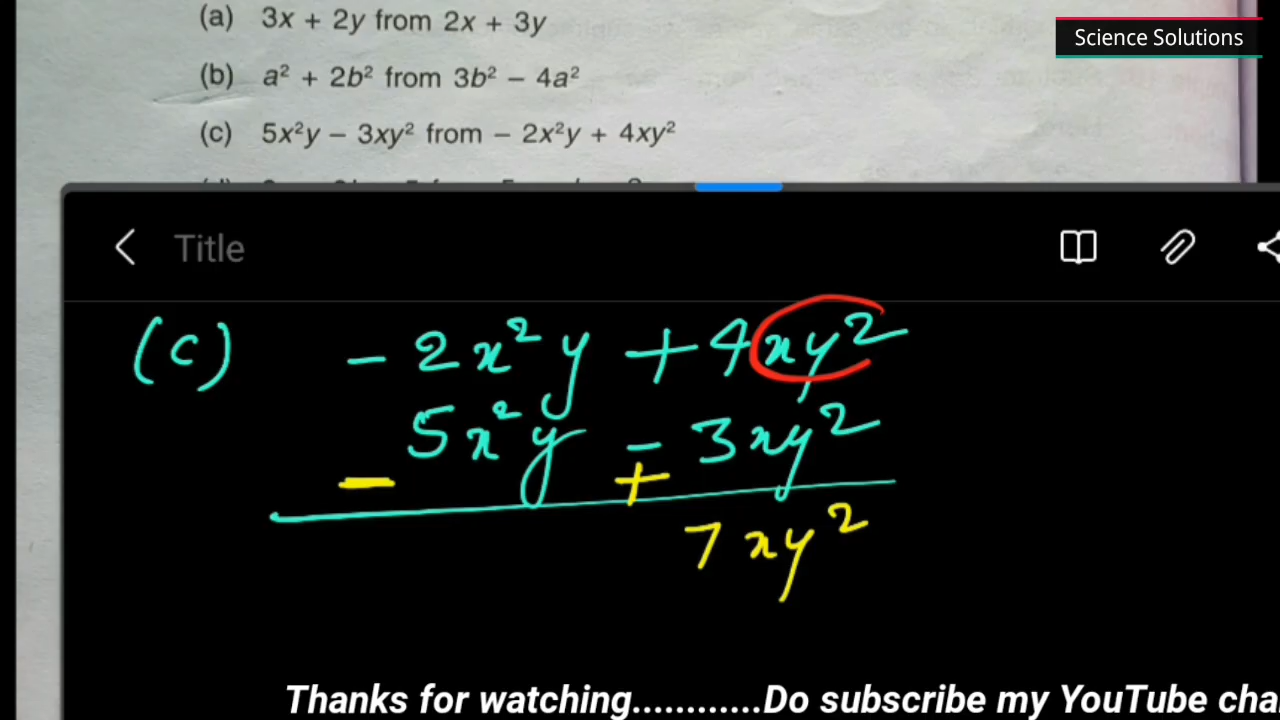 (a) 3x + 2y from 2x + 3y
Science Solutions
(b) a² + 2b² from 3b² – 4a²
(c) 5x²y – 3xy² from – 2x²y + 4xy²
Title
(c) - 2x²y + 4xy²
5x²y - 3xy²
- +
7xy²
Thanks for watching............Do subscribe my YouTube cha